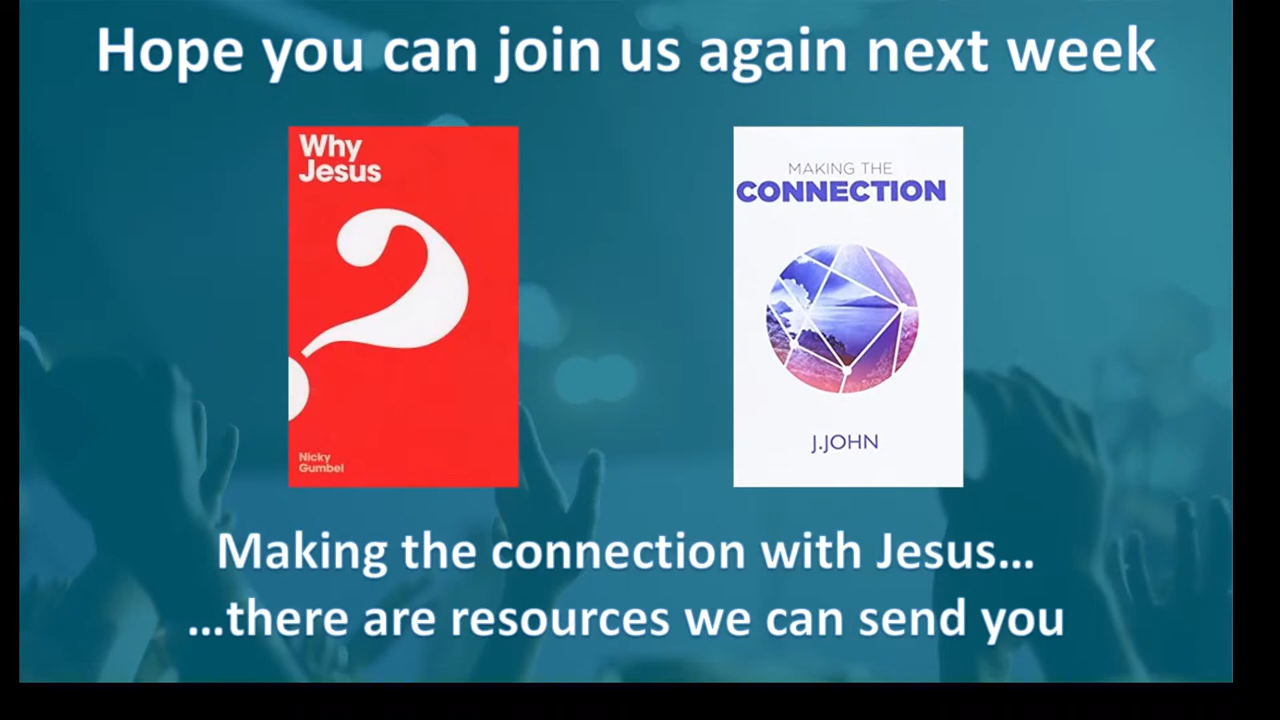 Hope you can join us again next week
Why
Jesus
?
Nicky
Gumbel
MAKING THE
CONNECTION
J.JOHN
Making the connection with Jesus...
...there are resources we can send you